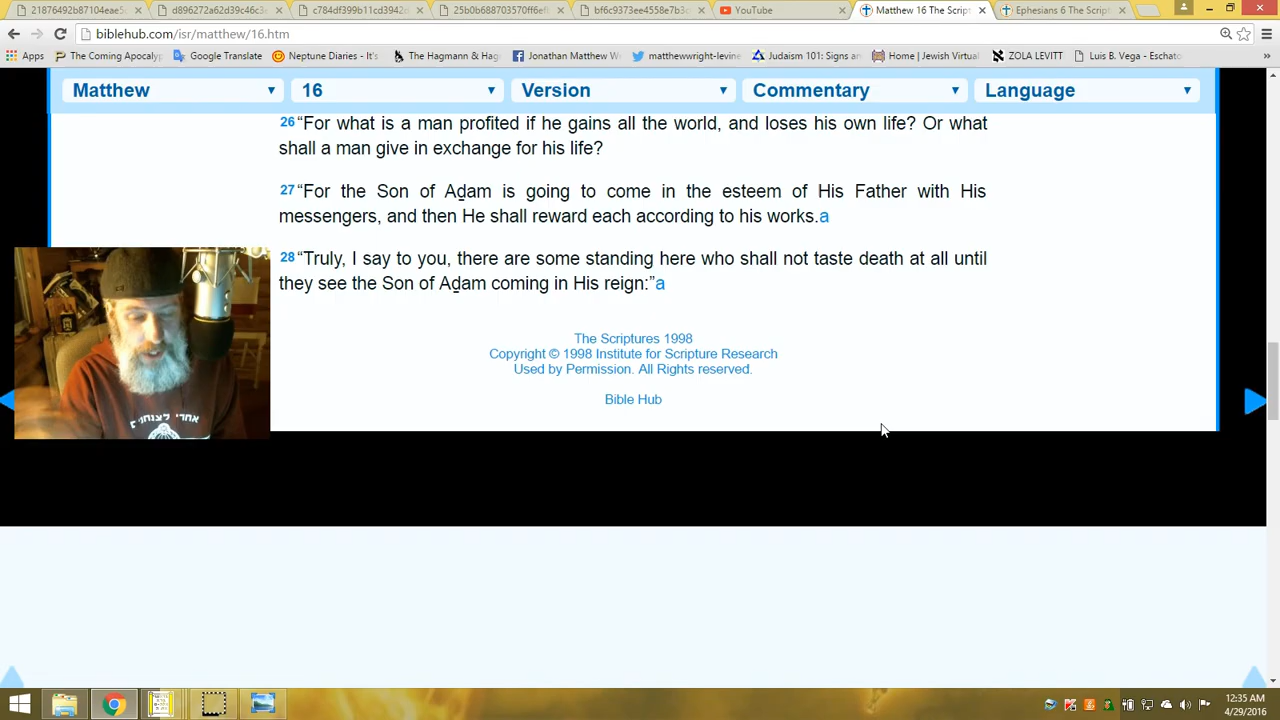 21876492b87104eae5
d896272a62d39c46c3
c784df399b11cd3942
25b0b688703570ff6ef
bf6c9373ee4558e7b3
YouTube
Matthew 16 The Script
Ephesians 6 The Script
biblehub.com/isr/matthew/16.htm
Apps
The Coming Apocaly
Google Translate
Neptune Diaries - It's
The Hagmann & Hag
Jonathan Matthew W
matthewwright-levine
Judaism 101: Signs an
Home | Jewish Virtual
ZOLA LEVITT
Luis B. Vega - Eschato
Matthew
16
Version
Commentary
Language
26 “For what is a man profited if he gains all the world, and loses his own life? Or what
shall a man give in exchange for his life?
27 “For the Son of Aḏam is going to come in the esteem of His Father with His
messengers, and then He shall reward each according to his works.a
28 “Truly, I say to you, there are some standing here who shall not taste death at all until
they see the Son of Aḏam coming in His reign:”a
The Scriptures 1998
Copyright © 1998 Institute for Scripture Research
Used by Permission. All Rights reserved.
Bible Hub
12:35 AM
4/29/2016